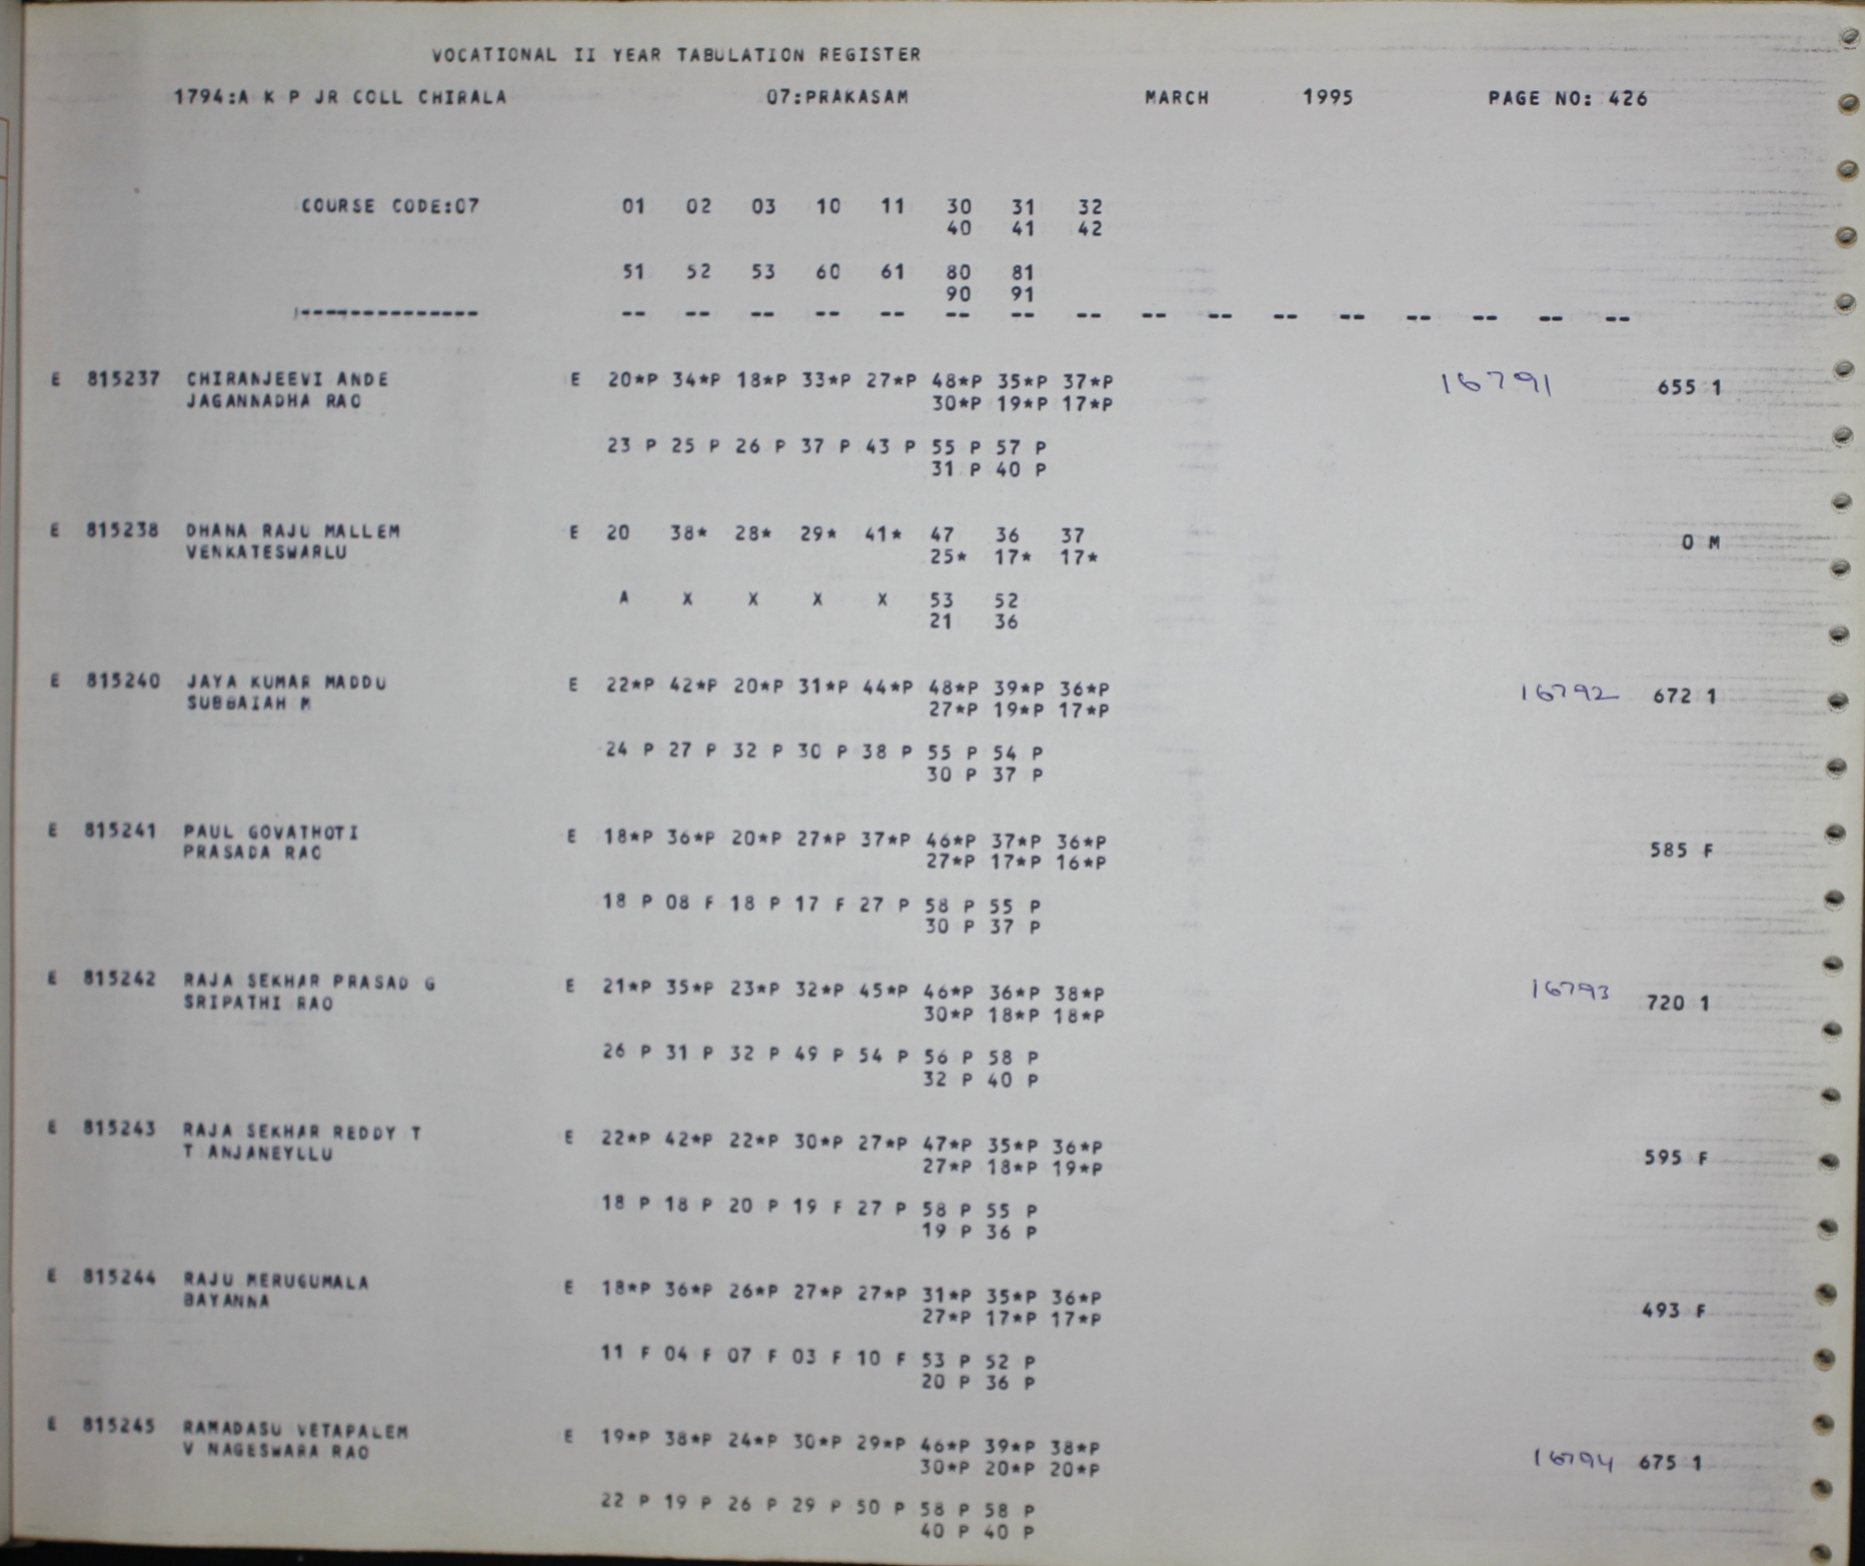 VOCATIONAL II YEAR TABULATION REGISTER
1794:A K P JR COLL CHIRALA 07:PRAKASAM MARCH 1995 PAGE NO: 426
COURSE CODE:07 01 02 03 10 11 30 31 32
40 41 42
51 52 53 60 61 80 81
90 91
--------------- -- -- -- -- -- -- -- -- -- -- -- -- -- -- -- --
E 815237 CHIRANJEEVI ANDE E 20*P 34*P 18*P 33*P 27*P 48*P 35*P 37*P 16791 655 1
JAGANNADHA RAO 30*P 19*P 17*P
23 P 25 P 26 P 37 P 43 P 55 P 57 P
31 P 40 P
E 815238 DHANA RAJU MALLEM E 20 38* 28* 29* 41* 47 36 37 0 M
VENKATESWARLU 25* 17* 17*
A X X X X 53 52
21 36
E 815240 JAYA KUMAR MADDU E 22*P 42*P 20*P 31*P 44*P 48*P 39*P 36*P 16792 672 1
SUBBAIAH M 27*P 19*P 17*P
24 P 27 P 32 P 30 P 38 P 55 P 54 P
30 P 37 P
E 815241 PAUL GOVATHOTI E 18*P 36*P 20*P 27*P 37*P 46*P 37*P 36*P 585 F
PRASADA RAO 27*P 17*P 16*P
18 P 08 F 18 P 17 F 27 P 58 P 55 P
30 P 37 P
E 815242 RAJA SEKHAR PRASAD G E 21*P 35*P 23*P 32*P 45*P 46*P 36*P 38*P 16793 720 1
SRIPATHI RAO 30*P 18*P 18*P
26 P 31 P 32 P 49 P 54 P 56 P 58 P
32 P 40 P
E 815243 RAJA SEKHAR REDDY T E 22*P 42*P 22*P 30*P 27*P 47*P 35*P 36*P 595 F
T ANJANEYLLU 27*P 18*P 19*P
18 P 18 P 20 P 19 F 27 P 58 P 55 P
19 P 36 P
E 815244 RAJU MERUGUMALA E 18*P 36*P 26*P 27*P 27*P 31*P 35*P 36*P 493 F
BAYANNA 27*P 17*P 17*P
11 F 04 F 07 F 03 F 10 F 53 P 52 P
20 P 36 P
E 815245 RAMADASU VETAPALEM E 19*P 38*P 24*P 30*P 29*P 46*P 39*P 38*P 16794 675 1
V NAGESWARA RAO 30*P 20*P 20*P
22 P 19 P 26 P 29 P 50 P 58 P 58 P
40 P 40 P